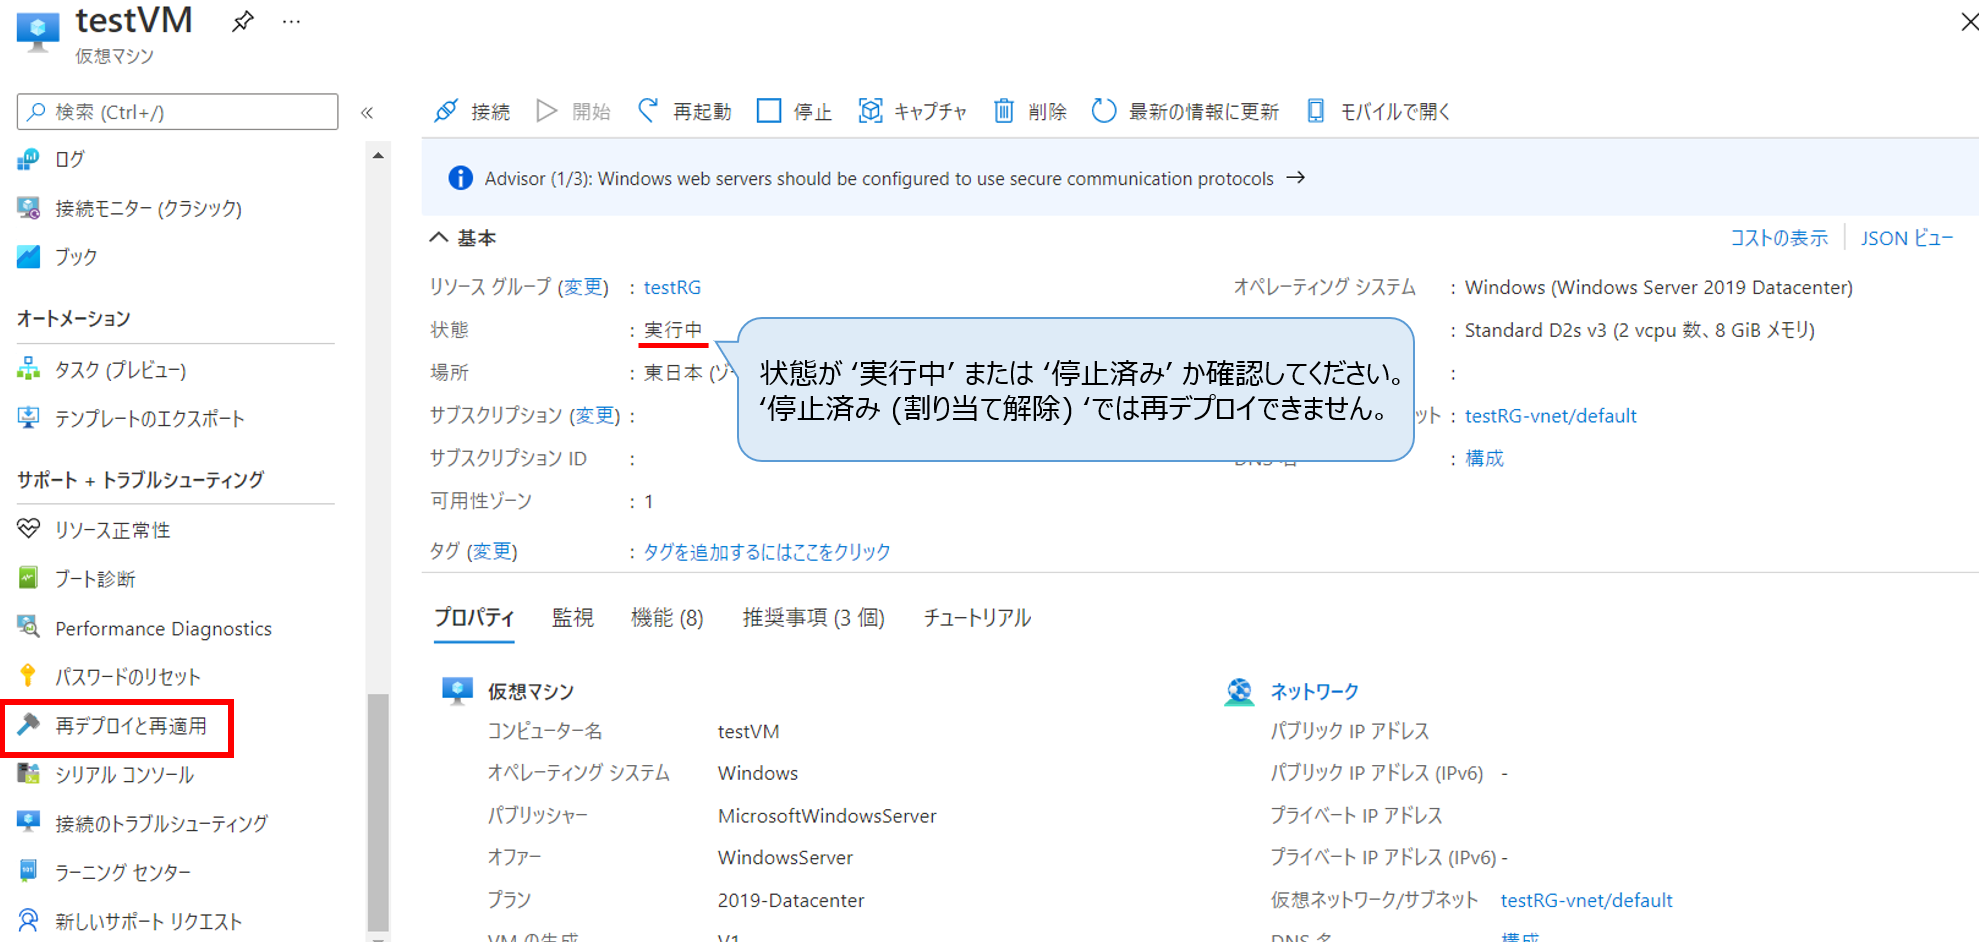 testVM
仮想マシン
検索 (Ctrl+/)
«
接続
開始
再起動
停止
キャプチャ
削除
最新の情報に更新
モバイルで開く
ログ
接続モニター (クラシック)
ブック
オートメーション
タスク (プレビュー)
テンプレートのエクスポート
サポート + トラブルシューティング
リソース正常性
ブート診断
Performance Diagnostics
パスワードのリセット
再デプロイと再適用
シリアル コンソール
接続のトラブルシューティング
ラーニング センター
新しいサポート リクエスト
Advisor (1/3): Windows web servers should be configured to use secure communication protocols →
基本
コストの表示
JSON ビュー
リソース グループ (変更) : testRG
オペレーティング システム : Windows (Windows Server 2019 Datacenter)
状態 : 実行中
: Standard D2s v3 (2 vcpu 数、8 GiB メモリ)
場所 : 東日本 (ゾ
:
状態が ‘実行中’ または ‘停止済み’ か確認してください。
‘停止済み (割り当て解除) ‘では再デプロイできません。
サブスクリプション (変更) :
ット : testRG-vnet/default
サブスクリプション ID :
DNS 名 : 構成
可用性ゾーン : 1
タグ (変更) : タグを追加するにはここをクリック
プロパティ
監視
機能 (8)
推奨事項 (3 個)
チュートリアル
仮想マシン
コンピューター名 testVM
オペレーティング システム Windows
パブリッシャー MicrosoftWindowsServer
オファー WindowsServer
プラン 2019-Datacenter
VM の生成 V1
ネットワーク
パブリック IP アドレス
パブリック IP アドレス (IPv6) -
プライベート IP アドレス
プライベート IP アドレス (IPv6) -
仮想ネットワーク/サブネット testRG-vnet/default
DNS 名 構成